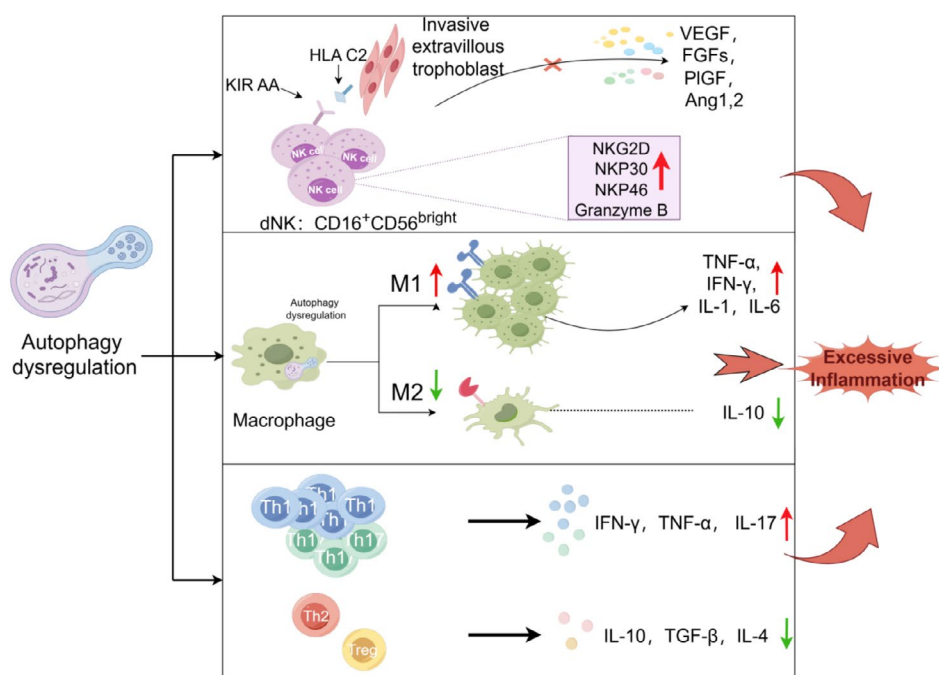 Invasive
extravillous
trophoblast
HLA C2
KIR AA
VEGF,
FGFs,
PlGF,
Ang1,2
NK cell
NK cell
NK cell
NKG2D
NKP30
NKP46
Granzyme B
dNK: CD16⁺CD56ᵇʳⁱᵍʰᵗ
Autophagy
dysregulation
Autophagy
dysregulation
Macrophage
M1
TNF-α,
IFN-γ,
IL-1, IL-6
M2
IL-10
Excessive
Inflammation
Th1
Th1
Th1
Th1
Th1
Th1
h17
Th1
IFN-γ, TNF-α, IL-17
Th2
Treg
IL-10, TGF-β, IL-4